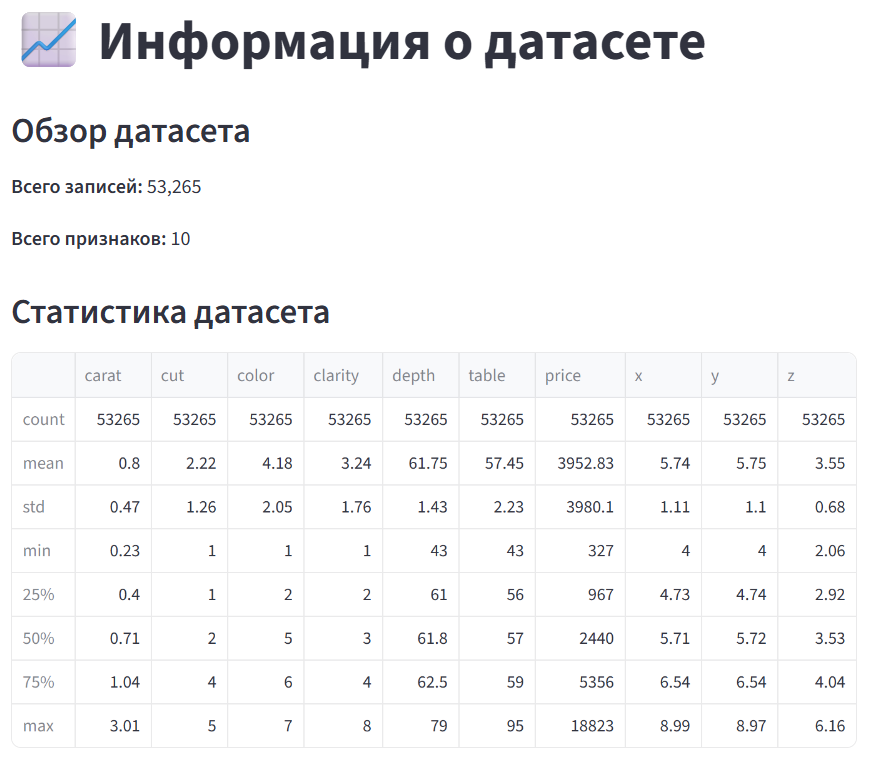 Информация о датасете
Обзор датасета
Всего записей: 53,265
Всего признаков: 10
Статистика датасета
carat cut color clarity depth table price x y z
count 53265 53265 53265 53265 53265 53265 53265 53265 53265 53265
mean 0.8 2.22 4.18 3.24 61.75 57.45 3952.83 5.74 5.75 3.55
std 0.47 1.26 2.05 1.76 1.43 2.23 3980.1 1.11 1.1 0.68
min 0.23 1 1 1 43 43 327 4 4 2.06
25% 0.4 1 2 2 61 56 967 4.73 4.74 2.92
50% 0.71 2 5 3 61.8 57 2440 5.71 5.72 3.53
75% 1.04 4 6 4 62.5 59 5356 6.54 6.54 4.04
max 3.01 5 7 8 79 95 18823 8.99 8.97 6.16